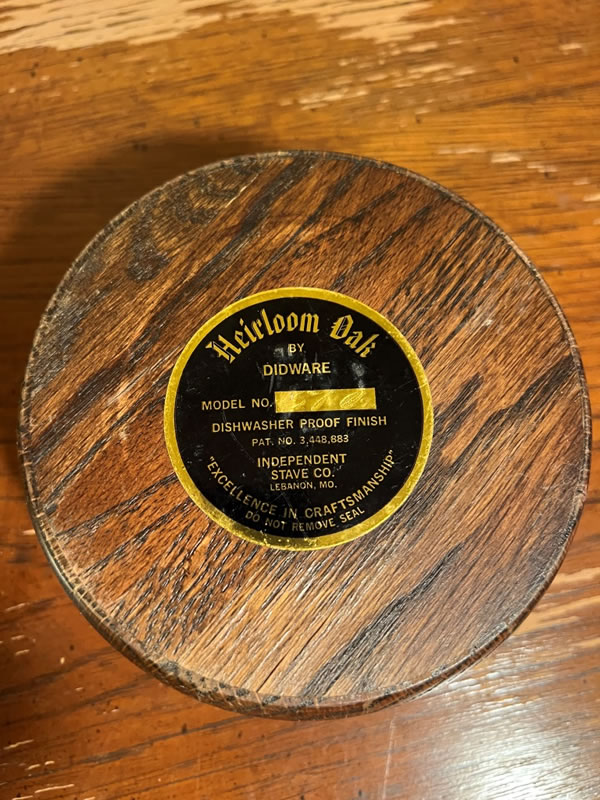 Heirloom Oak
BY
DIDWARE
MODEL NO.
DISHWASHER PROOF FINISH
PAT. NO. 3,448,883
INDEPENDENT
STAVE CO.
LEBANON, MO.
"EXCELLENCE IN CRAFTSMANSHIP"
DO NOT REMOVE SEAL